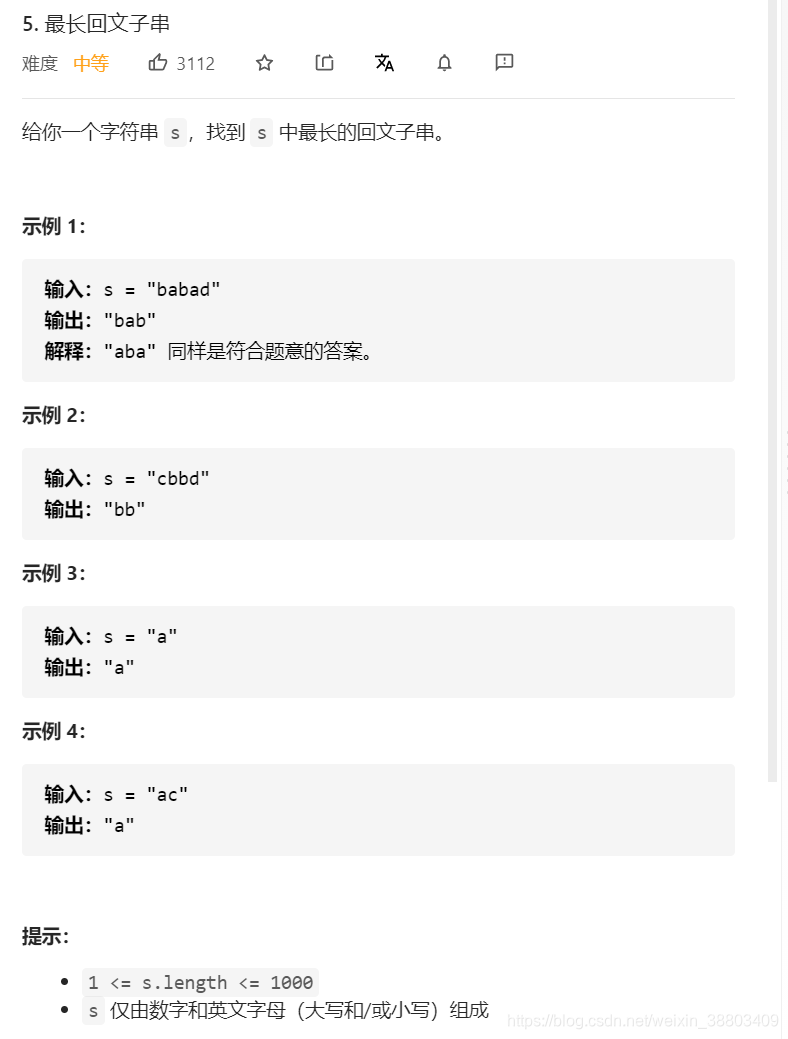 5. 最长回文子串
难度 中等 3112
给你一个字符串 s，找到 s 中最长的回文子串。
示例 1：
输入：s = "babad"
输出："bab"
解释："aba" 同样是符合题意的答案。
示例 2：
输入：s = "cbbd"
输出："bb"
示例 3：
输入：s = "a"
输出："a"
示例 4：
输入：s = "ac"
输出："a"
提示：
1 <= s.length <= 1000
s 仅由数字和英文字母（大写和/或小写）组成
https://blog.csdn.net/weixin_38803409